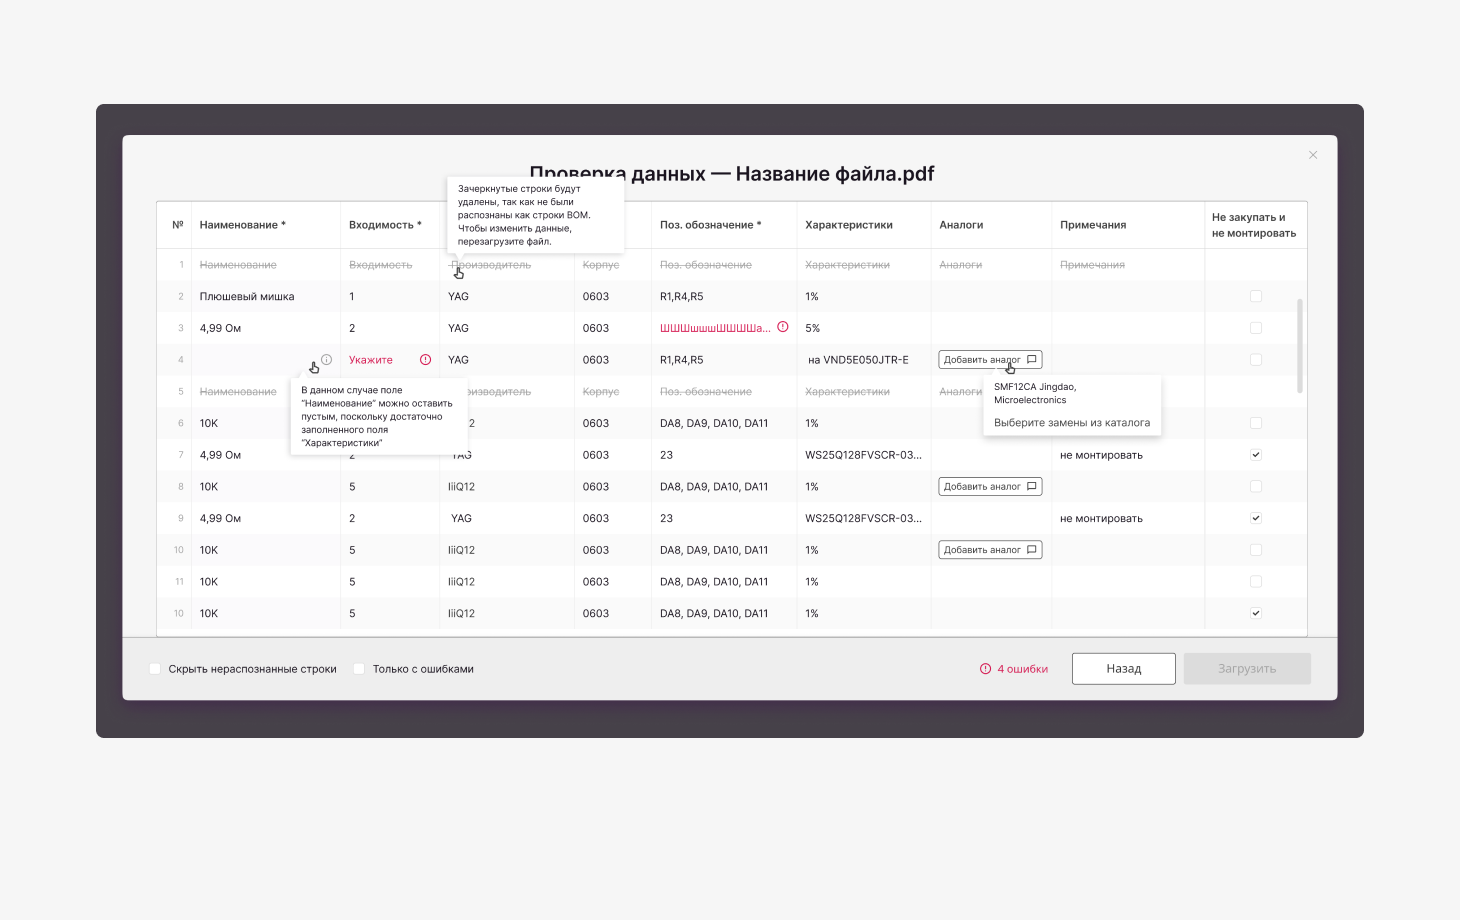 Проверка данных — Название файла.pdf
Зачеркнутые строки будут
удалены, так как не были
распознаны как строки BOM.
Чтобы изменить данные,
перезагрузите файл.
№ Наименование * Входимость * Поз. обозначение * Характеристики Аналоги Примечания Не закупать и
не монтировать
1 Наименование Входимость Производитель Корпус Поз. обозначение Характеристики Аналоги Примечания
2 Плюшевый мишка 1 YAG 0603 R1,R4,R5 1%
3 4,99 Ом 2 YAG 0603 ШШШшшшШШШШа... 5%
4 Укажите YAG 0603 R1,R4,R5 на VND5E050JTR-E Добавить аналог
В данном случае поле
“Наименование” можно оставить
пустым, поскольку достаточно
заполненного поля
“Характеристики”
SMF12CA Jingdao,
Microelectronics
Выберите замены из каталога
5 Наименование изводитель Корпус Поз. обозначение Характеристики Аналоги
6 10K 2 0603 DA8, DA9, DA10, DA11 1%
7 4,99 Ом 2 YAG 0603 23 WS25Q128FVSCR-03... не монтировать
8 10K 5 IiiQ12 0603 DA8, DA9, DA10, DA11 1% Добавить аналог
9 4,99 Ом 2 YAG 0603 23 WS25Q128FVSCR-03... не монтировать
10 10K 5 IiiQ12 0603 DA8, DA9, DA10, DA11 1% Добавить аналог
11 10K 5 IiiQ12 0603 DA8, DA9, DA10, DA11 1%
10 10K 5 IiiQ12 0603 DA8, DA9, DA10, DA11 1%
Скрыть нераспознанные строки Только с ошибками 4 ошибки Назад Загрузить